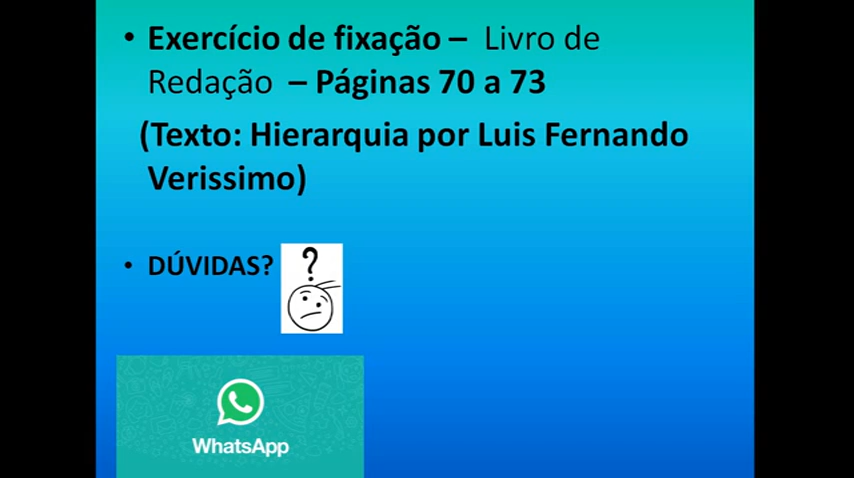 • Exercício de fixação – Livro de
Redação – Páginas 70 a 73
(Texto: Hierarquia por Luis Fernando
Verissimo)
• DÚVIDAS?
?
WhatsApp